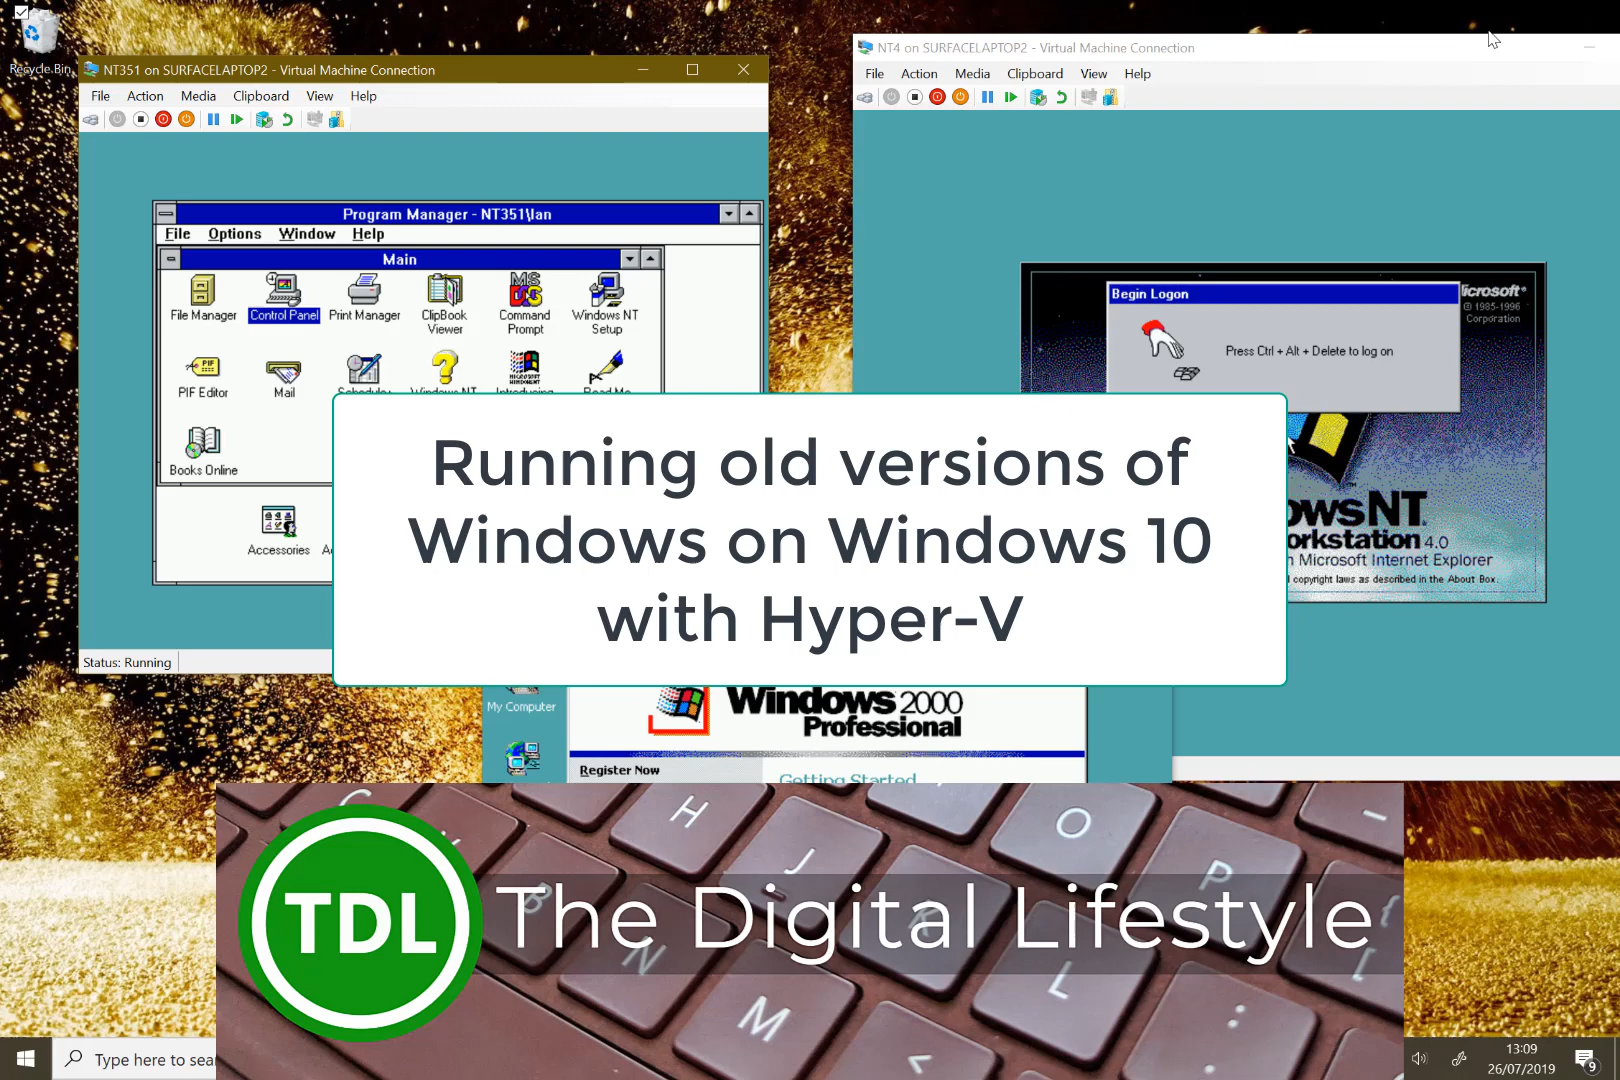 Recycle Bin
NT351 on SURFACELAPTOP2 - Virtual Machine Connection
File Action Media Clipboard View Help
Program Manager - NT351\Ian
File Options Window Help
Main
File Manager Control Panel Print Manager ClipBook Viewer Command Prompt Windows NT Setup
PIF Editor Mail
Books Online
Accessories
Status: Running
NT4 on SURFACELAPTOP2 - Virtual Machine Connection
File Action Media Clipboard View Help
Begin Logon
Press Ctrl + Alt + Delete to log on
© 1985-1996
Corporation
NT
4.0
Microsoft Internet Explorer
copyright laws as described in the About Box.
Running old versions of
Windows on Windows 10
with Hyper-V
My Computer
Windows 2000
Professional
Register Now
Getting Started
TDL
The Digital Lifestyle
H
J
O
P
B
K
N
L
M
Type here to
13:09
26/07/2019
9